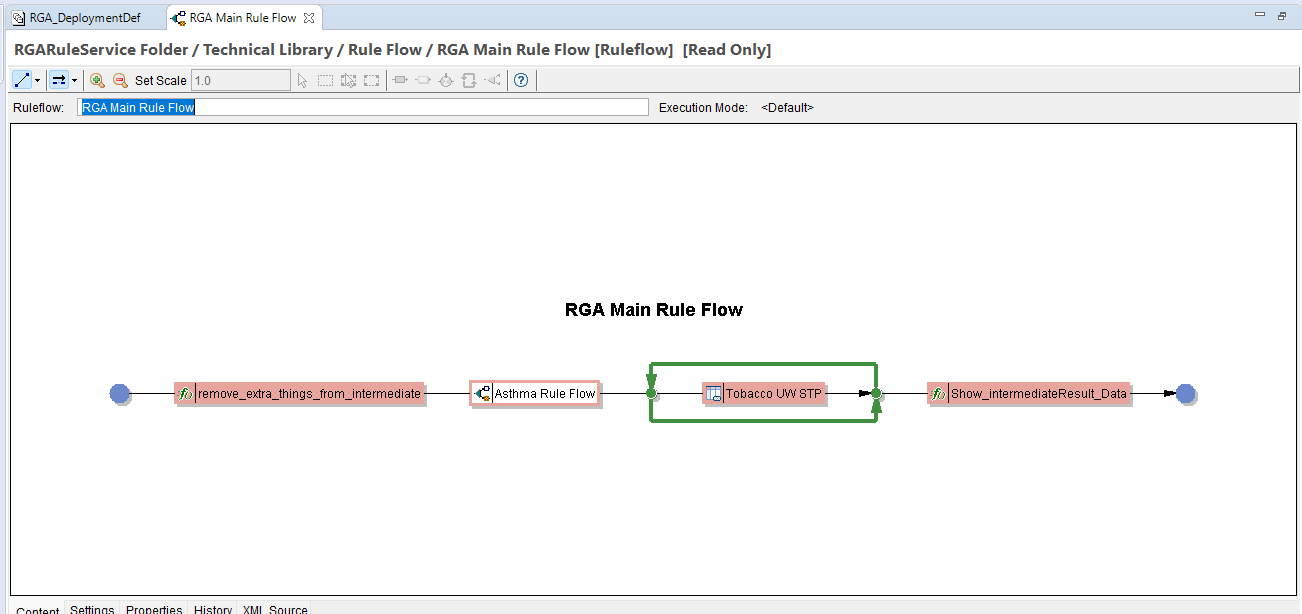 RGA_DeploymentDef
RGA Main Rule Flow
RGARuleService Folder / Technical Library / Rule Flow / RGA Main Rule Flow [Ruleflow] [Read Only]
Set Scale 1.0
Ruleflow: RGA Main Rule Flow Execution Mode: <Default>
RGA Main Rule Flow
remove_extra_things_from_intermediate
Asthma Rule Flow
Tobacco UW STP
Show_intermediateResult_Data
Content Settings Properties History XML Source